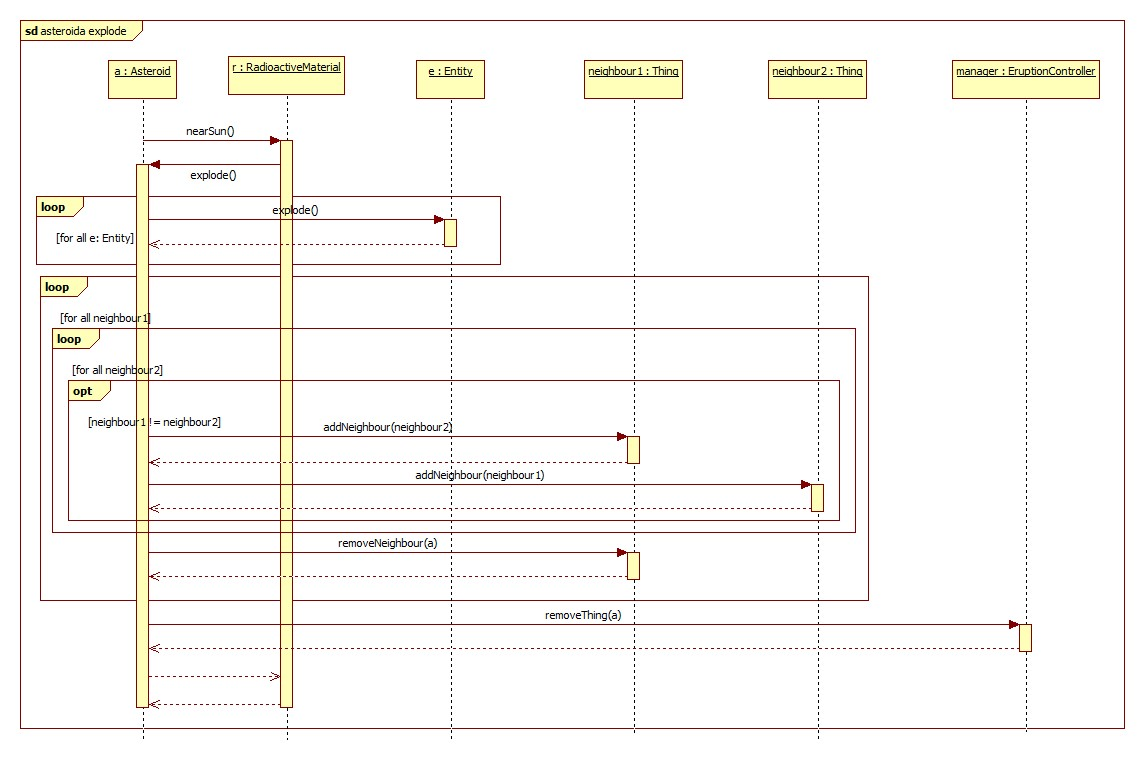 sd asteroida explode
a : Asteroid
r : RadioactiveMaterial
e : Entity
neighbour1 : Thing
neighbour2 : Thing
manager : EruptionController
nearSun()
explode()
loop
explode()
[for all e: Entity]
loop
[for all neighbour1]
loop
[for all neighbour2]
opt
[neighbour1 != neighbour2]
addNeighbour(neighbour2)
addNeighbour(neighbour1)
removeNeighbour(a)
removeThing(a)